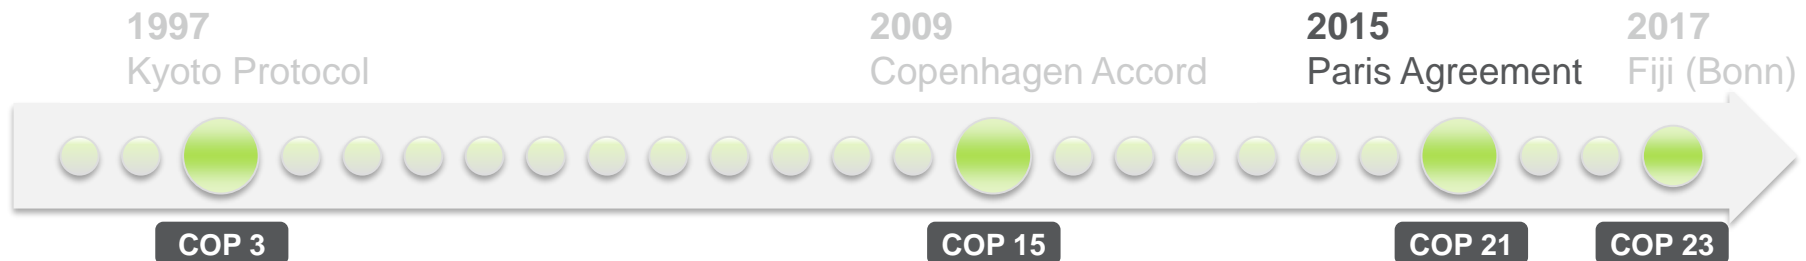 1997
Kyoto Protocol
2009
Copenhagen Accord
2015
Paris Agreement
2017
Fiji (Bonn)
COP 3
COP 15
COP 21
COP 23